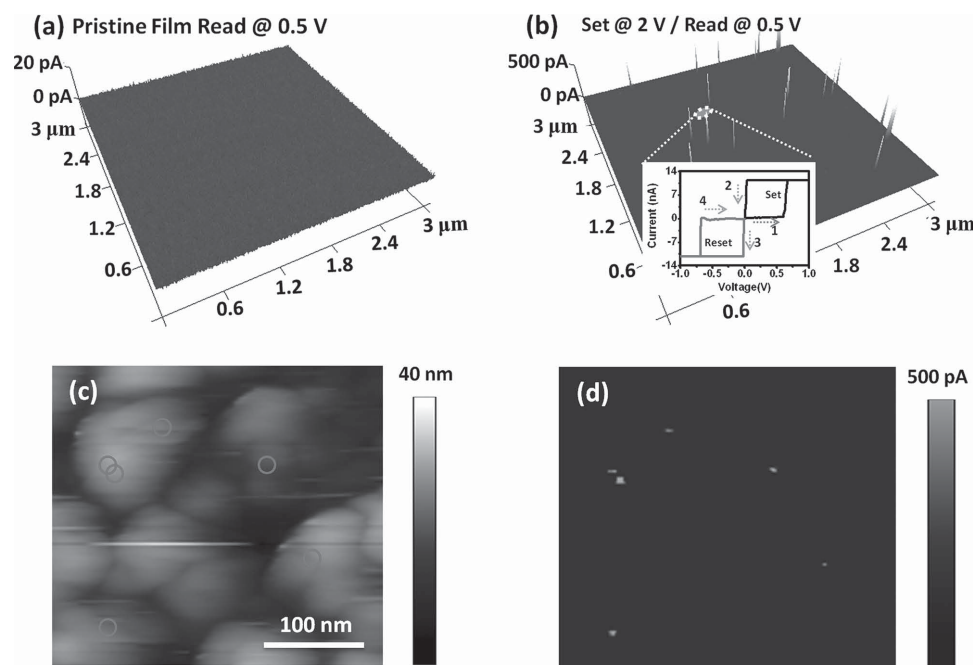 (a) Pristine Film Read @ 0.5 V
20 pA
0 pA
3 µm
2.4
1.8
1.2
0.6
0.6
1.2
1.8
2.4
3 µm
(b) Set @ 2 V / Read @ 0.5 V
500 pA
0 pA
3 µm
2.4
1.8
1.2
0.6
0.6
1.8
2.4
3 µm
14
7
0
-7
-14
Current (nA)
2
Set
4
1
Reset
3
-1.0 -0.5 0.0 0.5 1.0
Voltage(V)
(c)
40 nm
100 nm
(d)
500 pA